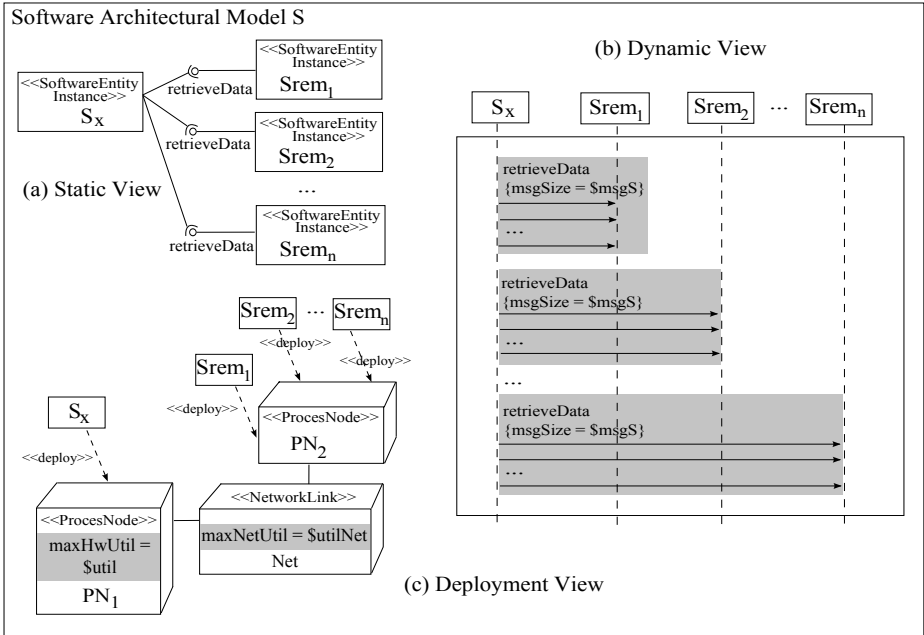 Software Architectural Model S
<<SoftwareEntity
Instance>>
Sx
retrieveData
<<SoftwareEntity
Instance>>
Srem1
retrieveData
<<SoftwareEntity
Instance>>
Srem2
...
retrieveData
<<SoftwareEntity
Instance>>
Sremn
(a) Static View
(b) Dynamic View
Sx Srem1 Srem2 ... Sremn
retrieveData
{msgSize = $msgS}
...
retrieveData
{msgSize = $msgS}
...
...
retrieveData
{msgSize = $msgS}
...
Srem2 ... Sremn
<<deploy>> <<deploy>>
Srem1
<<deploy>>
Sx
<<deploy>>
<<ProcesNode>>
PN2
<<NetworkLink>>
maxNetUtil = $utilNet
Net
<<ProcesNode>>
maxHwUtil =
$util
PN1
(c) Deployment View